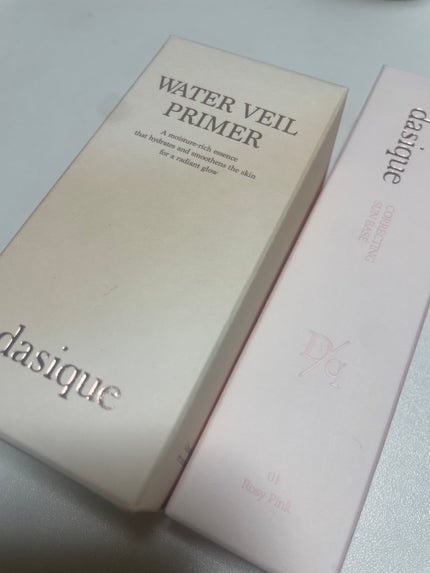 WATER VEIL
PRIMER
A moisture-rich essence
that hydrates and smoothens the skin
for a radiant glow
dasique
dasique
CORRECTING
SUN BASE
01
Rosy Pink